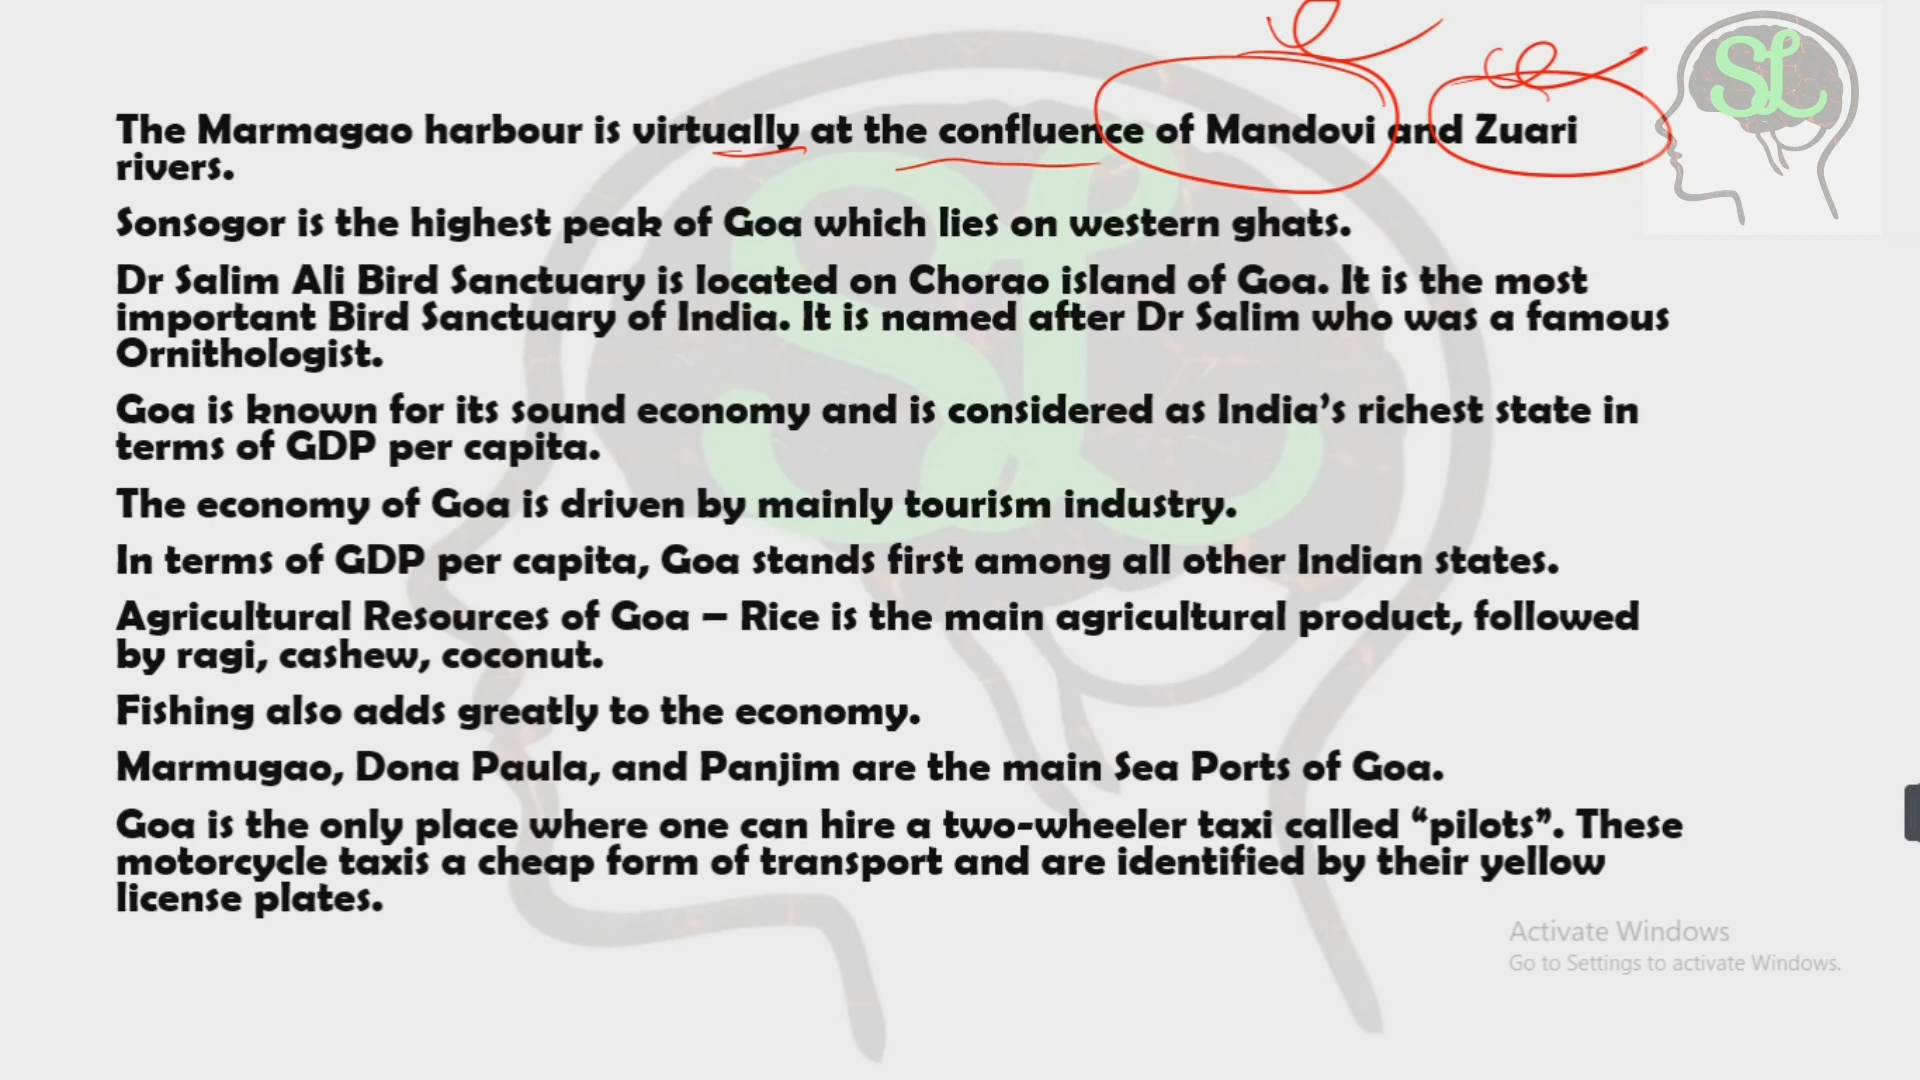 The Marmagao harbour is virtually at the confluence of Mandovi and Zuari
rivers.
Sonsogor is the highest peak of Goa which lies on western ghats.
Dr Salim Ali Bird Sanctuary is located on Chorao island of Goa. It is the most
important Bird Sanctuary of India. It is named after Dr Salim who was a famous
Ornithologist.
Goa is known for its sound economy and is considered as India’s richest state in
terms of GDP per capita.
The economy of Goa is driven by mainly tourism industry.
In terms of GDP per capita, Goa stands first among all other Indian states.
Agricultural Resources of Goa – Rice is the main agricultural product, followed
by ragi, cashew, coconut.
Fishing also adds greatly to the economy.
Marmugao, Dona Paula, and Panjim are the main Sea Ports of Goa.
Goa is the only place where one can hire a two-wheeler taxi called “pilots”. These
motorcycle taxis a cheap form of transport and are identified by their yellow
license plates.
SL
SL
Activate Windows
Go to Settings to activate Windows.